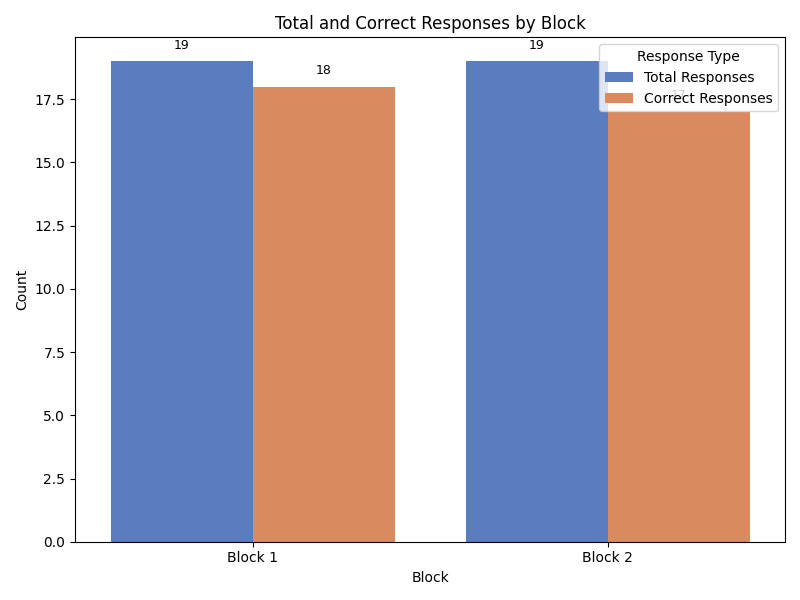 Total and Correct Responses by Block
19
18
19
17
Response Type
Total Responses
Correct Responses
17.5
15.0
12.5
10.0
7.5
5.0
2.5
0.0
Count
Block 1
Block 2
Block